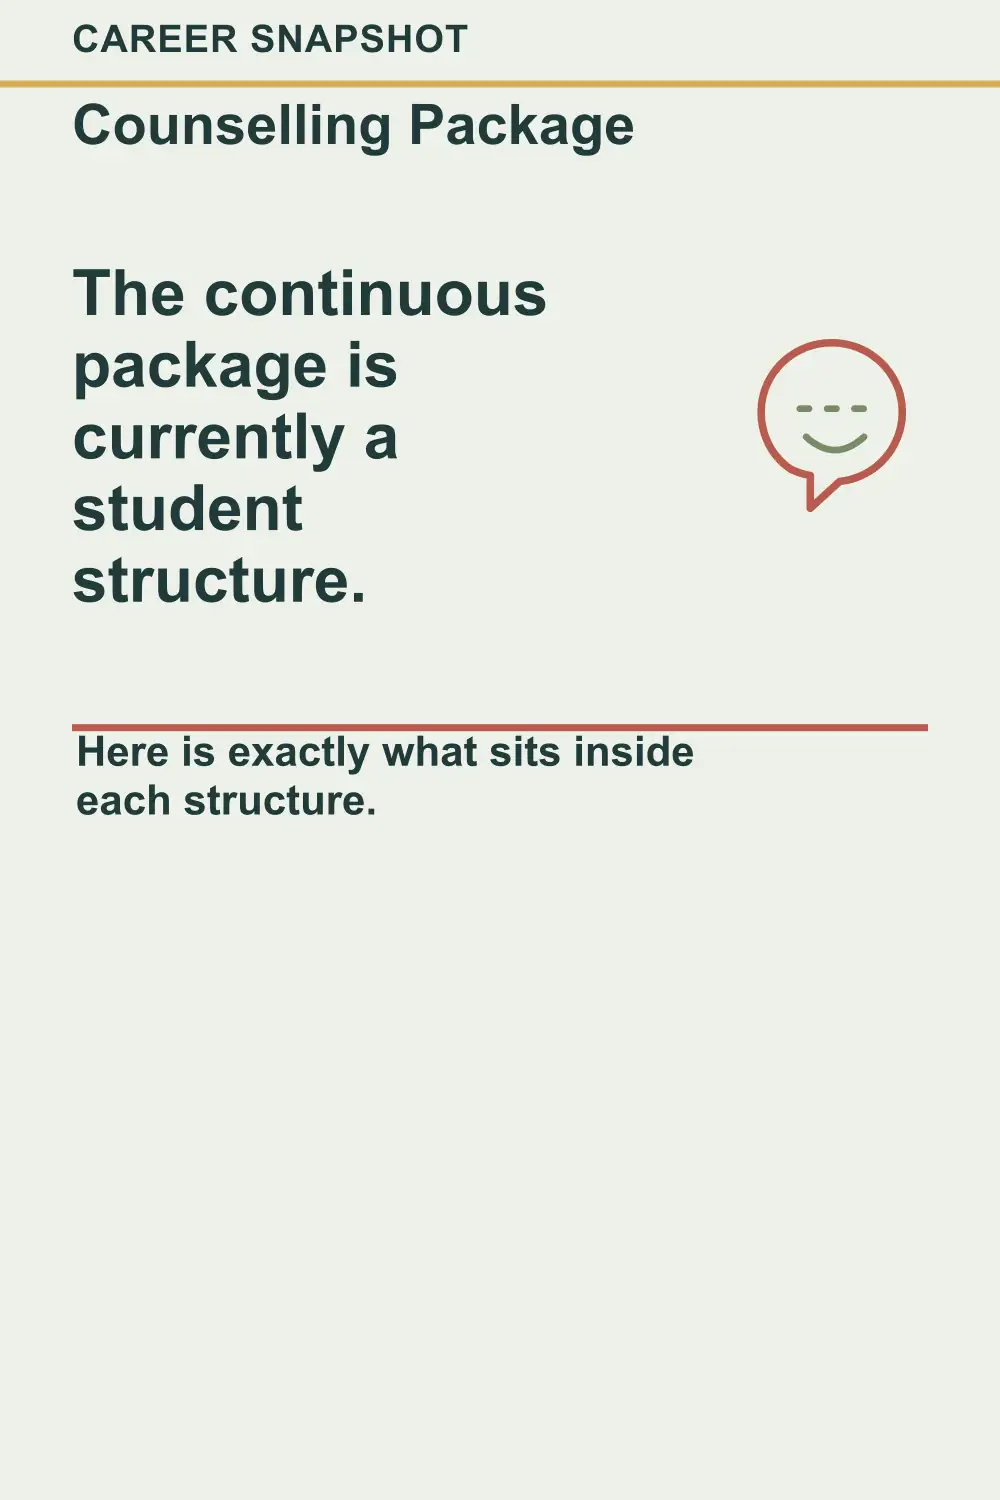 CAREER SNAPSHOT
Counselling Package
The continuous
package is
currently a
student
structure.
Here is exactly what sits inside
each structure.